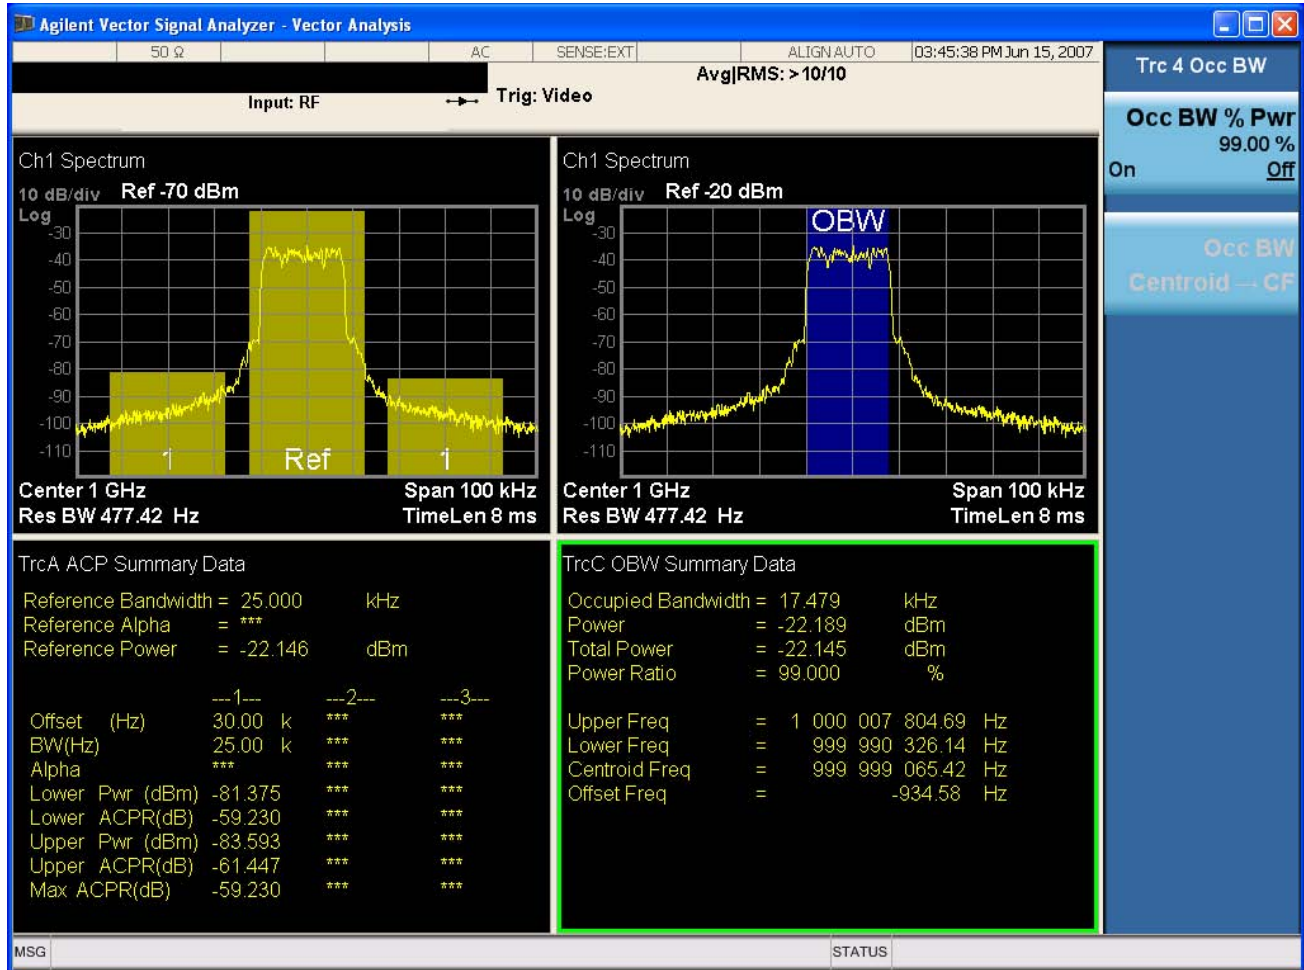 Agilent Vector Signal Analyzer - Vector Analysis
50 Ω AC SENSE:EXT ALIGN AUTO 03:45:38 PM Jun 15, 2007
Avg|RMS: >10/10
Input: RF Trig: Video
Trc 4 Occ BW
Occ BW % Pwr
99.00 %
On Off
Occ BW
Centroid → CF
Ch1 Spectrum
10 dB/div Ref -70 dBm
Log
-30
-40
-50
-60
-70
-80
-90
-100
-110
1 Ref 1
Center 1 GHz Span 100 kHz
Res BW 477.42 Hz TimeLen 8 ms
Ch1 Spectrum
10 dB/div Ref -20 dBm
Log
OBW
-30
-40
-50
-60
-70
-80
-90
-100
-110
Center 1 GHz Span 100 kHz
Res BW 477.42 Hz TimeLen 8 ms
TrcA ACP Summary Data
Reference Bandwidth = 25.000 kHz
Reference Alpha = ***
Reference Power = -22.146 dBm
---1--- ---2--- ---3---
Offset (Hz) 30.00 k *** ***
BW(Hz) 25.00 k *** ***
Alpha *** *** ***
Lower Pwr (dBm) -81.375 *** ***
Lower ACPR(dB) -59.230 *** ***
Upper Pwr (dBm) -83.593 *** ***
Upper ACPR(dB) -61.447 *** ***
Max ACPR(dB) -59.230 *** ***
TrcC OBW Summary Data
Occupied Bandwidth = 17.479 kHz
Power = -22.189 dBm
Total Power = -22.145 dBm
Power Ratio = 99.000 %
Upper Freq = 1 000 007 804.69 Hz
Lower Freq = 999 990 326.14 Hz
Centroid Freq = 999 999 065.42 Hz
Offset Freq = -934.58 Hz
MSG STATUS